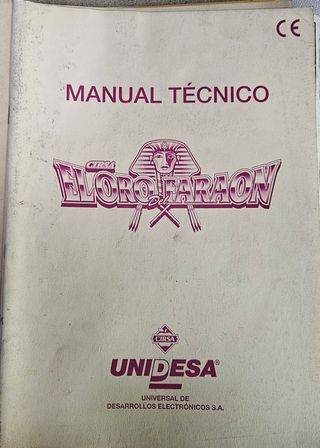 CE
MANUAL TÉCNICO
CIRSA
EL ORO DEL FARAON
CIRSA
UNIDESA®
UNIVERSAL DE
DESARROLLOS ELECTRÓNICOS S.A.